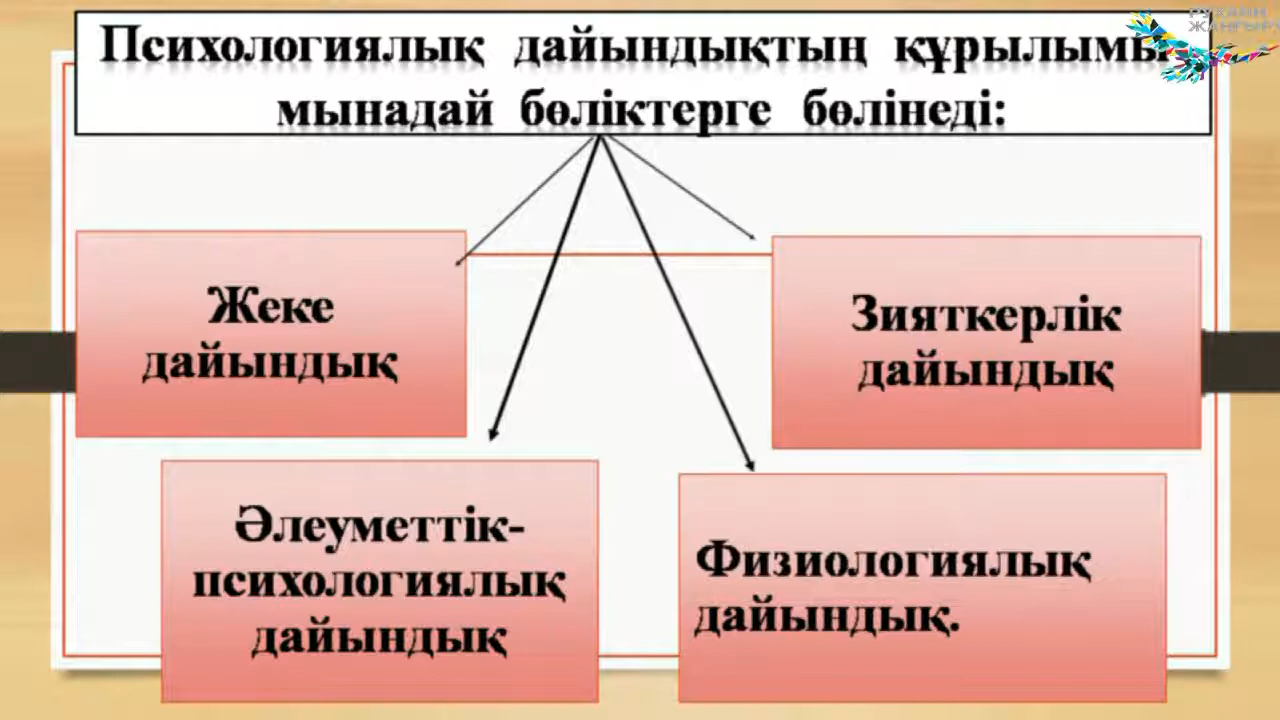 Психологиялық дайындықтың құрылымы
мынадай бөліктерге бөлінеді:
Жеке
дайындық
Зияткерлік
дайындық
Әлеуметтік-
психологиялық
дайындық
Физиологиялық
дайындық.